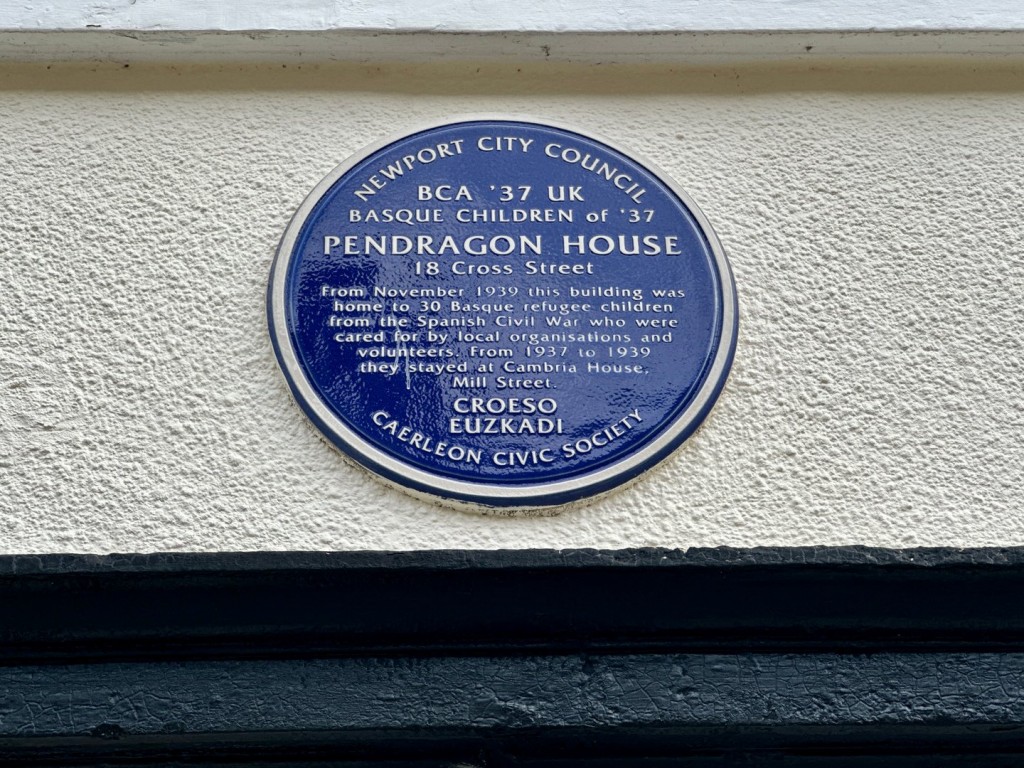 NEWPORT CITY COUNCIL
BCA '37 UK
BASQUE CHILDREN of '37
PENDRAGON HOUSE
18 Cross Street
From November 1939 this building was
home to 30 Basque refugee children
from the Spanish Civil War who were
cared for by local organisations and
volunteers. From 1937 to 1939
they stayed at Cambria House,
Mill Street.
CROESO
EUZKADI
CAERLEON CIVIC SOCIETY